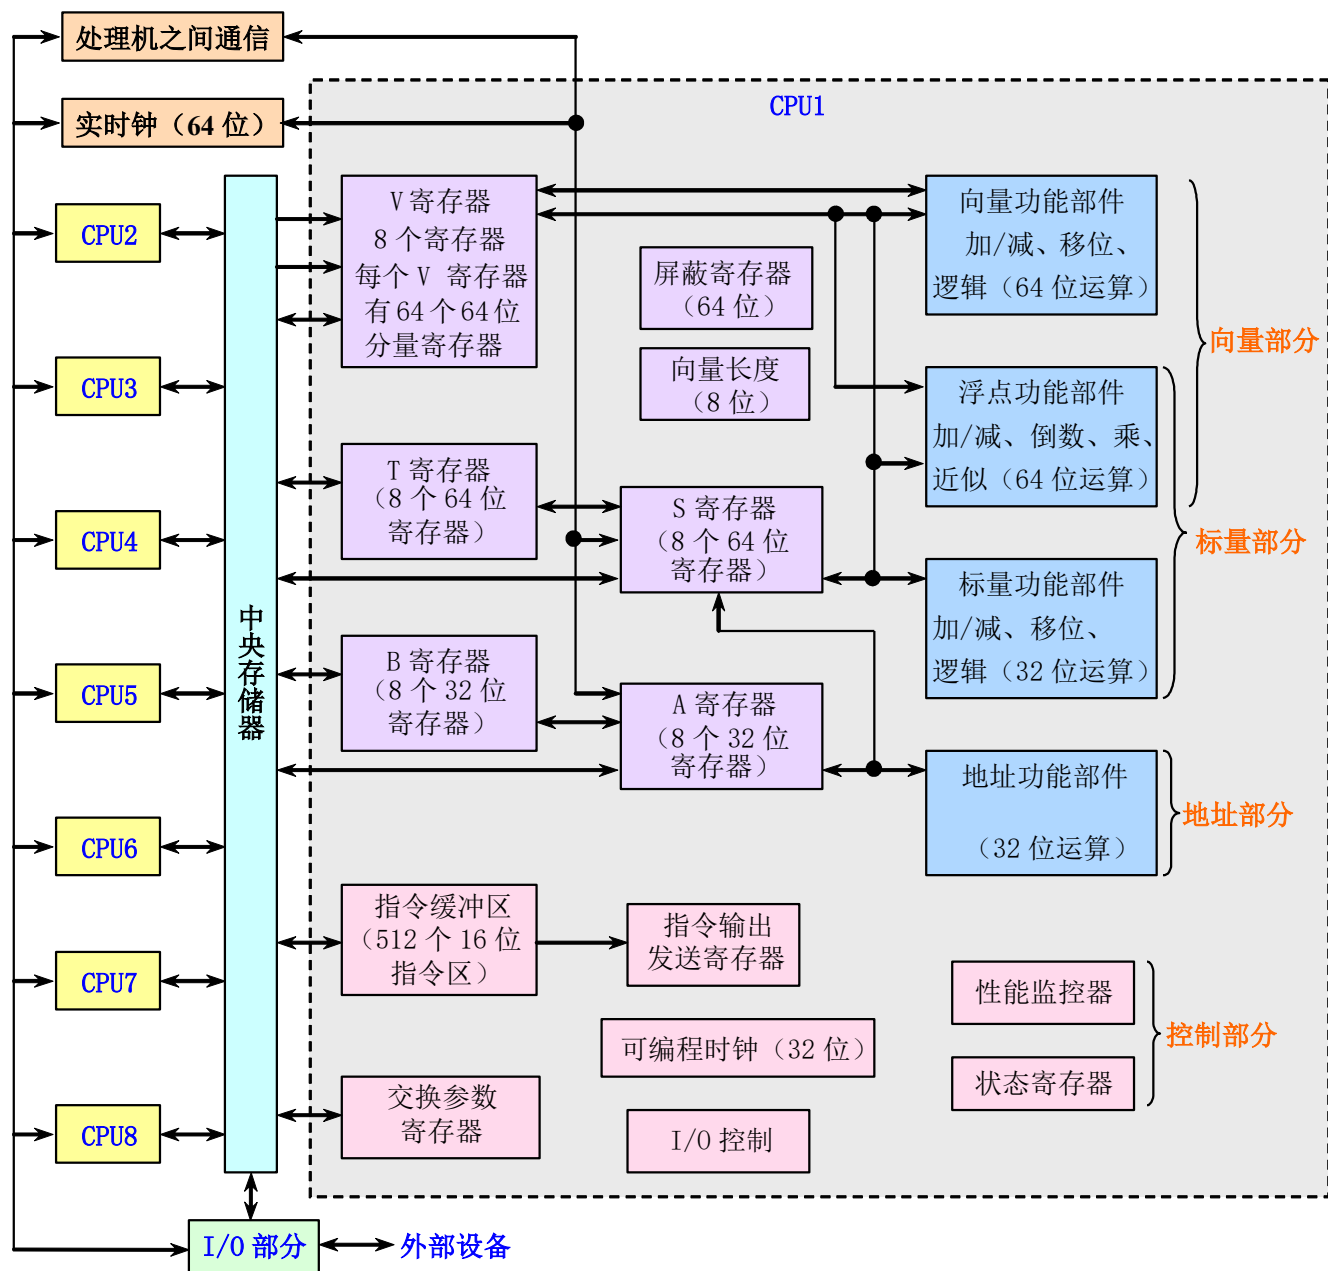 处理机之间通信
实时钟（64 位）
CPU1
CPU2
CPU3
CPU4
CPU5
CPU6
CPU7
CPU8
中央存储器
I/O 部分
外部设备
V 寄存器
8 个寄存器
每个 V 寄存器
有 64 个 64 位
分量寄存器
屏蔽寄存器
（64 位）
向量长度
（8 位）
T 寄存器
（8 个 64 位
寄存器）
S 寄存器
（8 个 64 位
寄存器）
B 寄存器
（8 个 32 位
寄存器）
A 寄存器
（8 个 32 位
寄存器）
向量功能部件
加/减、移位、
逻辑（64 位运算）
浮点功能部件
加/减、倒数、乘、
近似（64 位运算）
标量功能部件
加/减、移位、
逻辑（32 位运算）
地址功能部件
（32 位运算）
向量部分
标量部分
地址部分
指令缓冲区
（512 个 16 位
指令区）
指令输出
发送寄存器
可编程时钟（32 位）
交换参数
寄存器
I/O 控制
性能监控器
状态寄存器
控制部分